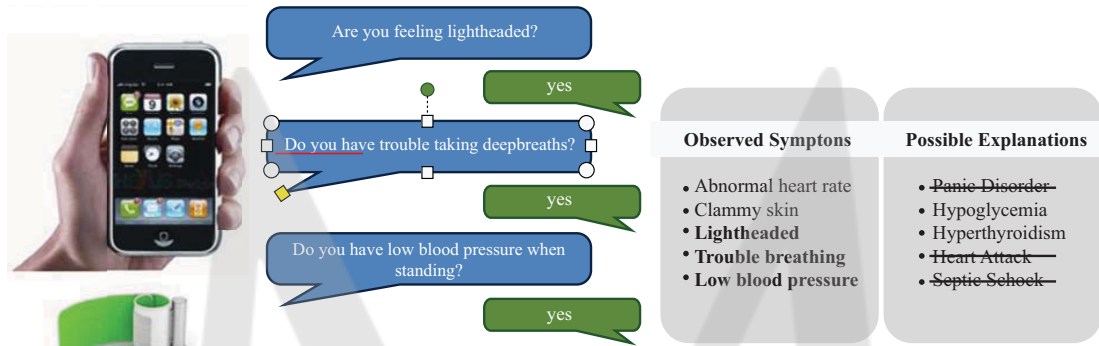 Are you feeling lightheaded?
yes
Do you have trouble taking deepbreaths?
yes
Do you have low blood pressure when
standing?
yes
Observed Symptons
• Abnormal heart rate
• Clammy skin
• Lightheaded
• Trouble breathing
• Low blood pressure
Possible Explanations
• Panic Disorder
• Hypoglycemia
• Hyperthyroidism
• Heart Attack
• Septic Schock
9